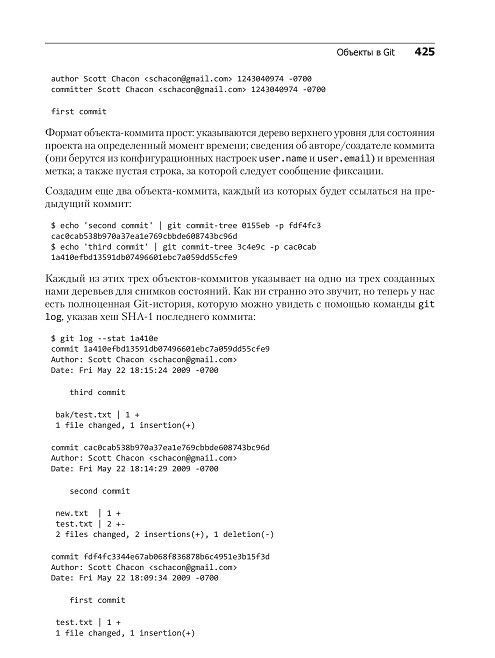 Объекты в Git 425
author Scott Chacon <schacon@gmail.com> 1243040974 -0700
committer Scott Chacon <schacon@gmail.com> 1243040974 -0700
first commit
Формат объекта-коммита прост: указываются дерево верхнего уровня для состояния
проекта на определенный момент времени; сведения об авторе/создателе коммита
(они берутся из конфигурационных настроек user.name и user.email) и временная
метка; а также пустая строка, за которой следует сообщение фиксации.
Создадим еще два объекта-коммита, каждый из которых будет ссылаться на пре-
дыдущий коммит:
$ echo 'second commit' | git commit-tree 0155eb -p fdf4fc3
cac0cab538b970a37ea1e769cbbde608743bc96d
$ echo 'third commit' | git commit-tree 3c4e9c -p cac0cab
1a410efbd13591db07496601ebc7a059dd55cfe9
Каждый из этих трех объектов-коммитов указывает на одно из трех созданных
нами деревьев для снимков состояний. Как ни странно это звучит, но теперь у нас
есть полноценная Git-история, которую можно увидеть с помощью команды git
log, указав хеш SHA-1 последнего коммита:
$ git log --stat 1a410e
commit 1a410efbd13591db07496601ebc7a059dd55cfe9
Author: Scott Chacon <schacon@gmail.com>
Date: Fri May 22 18:15:24 2009 -0700
third commit
bak/test.txt | 1 +
1 file changed, 1 insertion(+)
commit cac0cab538b970a37ea1e769cbbde608743bc96d
Author: Scott Chacon <schacon@gmail.com>
Date: Fri May 22 18:14:29 2009 -0700
second commit
new.txt | 1 +
test.txt | 2 +-
2 files changed, 2 insertions(+), 1 deletion(-)
commit fdf4fc3344e67ab068f836878b6c4951e3b15f3d
Author: Scott Chacon <schacon@gmail.com>
Date: Fri May 22 18:09:34 2009 -0700
first commit
test.txt | 1 +
1 file changed, 1 insertion(+)